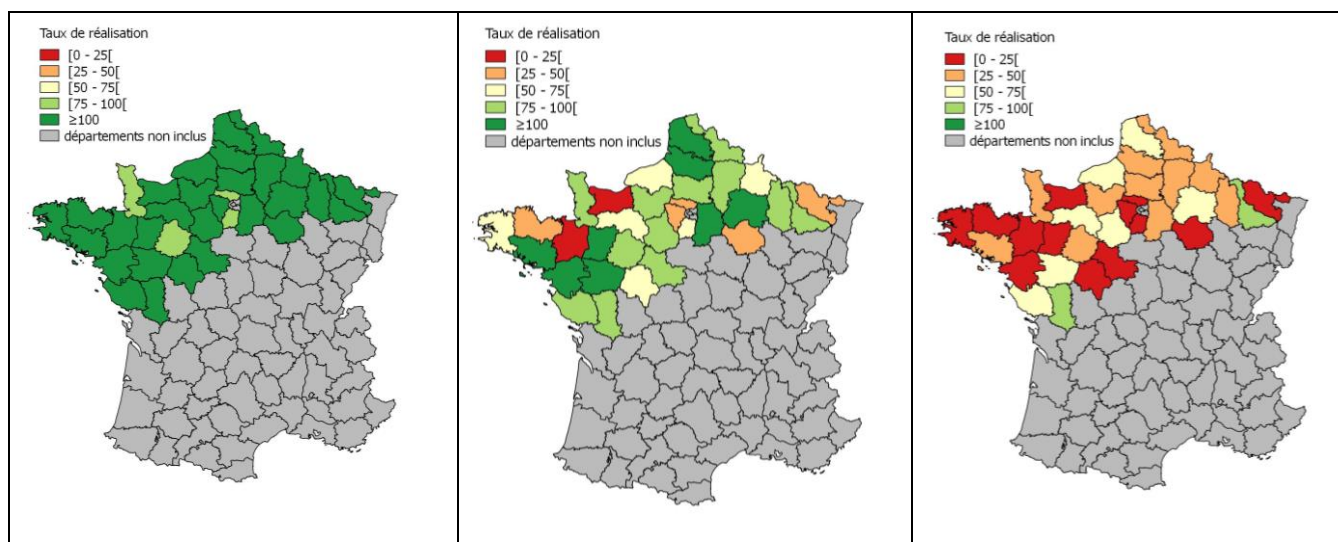 Taux de réalisation
[0 - 25[
[25 - 50[
[50 - 75[
[75 - 100[
≥100
départements non inclus
Taux de réalisation
[0 - 25[
[25 - 50[
[50 - 75[
[75 - 100[
≥100
départements non inclus
Taux de réalisation
[0 - 25[
[25 - 50[
[50 - 75[
[75 - 100[
≥100
départements non inclus